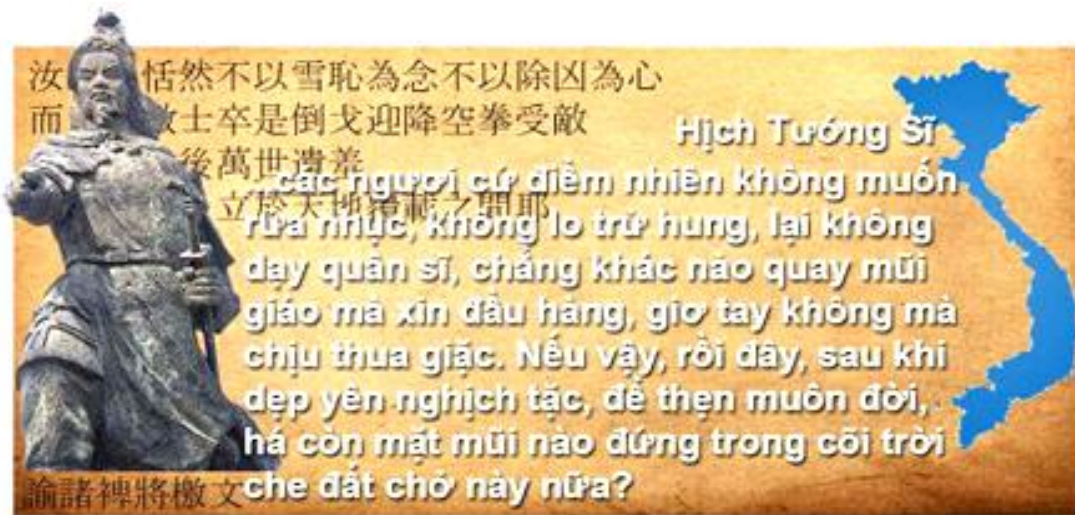 汝 恬然不以雪恥為念不以除凶為心
而 士卒是倒戈迎降空拳受敵
後萬世遺羞
立於天地覆載之間耶
Hịch Tướng Sĩ
...các ngươi cứ điềm nhiên không muốn
rửa nhục, không lo trừ hung, lại không
dạy quân sĩ, chẳng khác nào quay mũi
giáo mà xin đầu hàng, giơ tay không mà
chịu thua giặc. Nếu vậy, rồi đây, sau khi
dẹp yên nghịch tặc, để thẹn muôn đời,
há còn mặt mũi nào đứng trong cõi trời
che đất chở này nữa?
諭諸裨將檄文